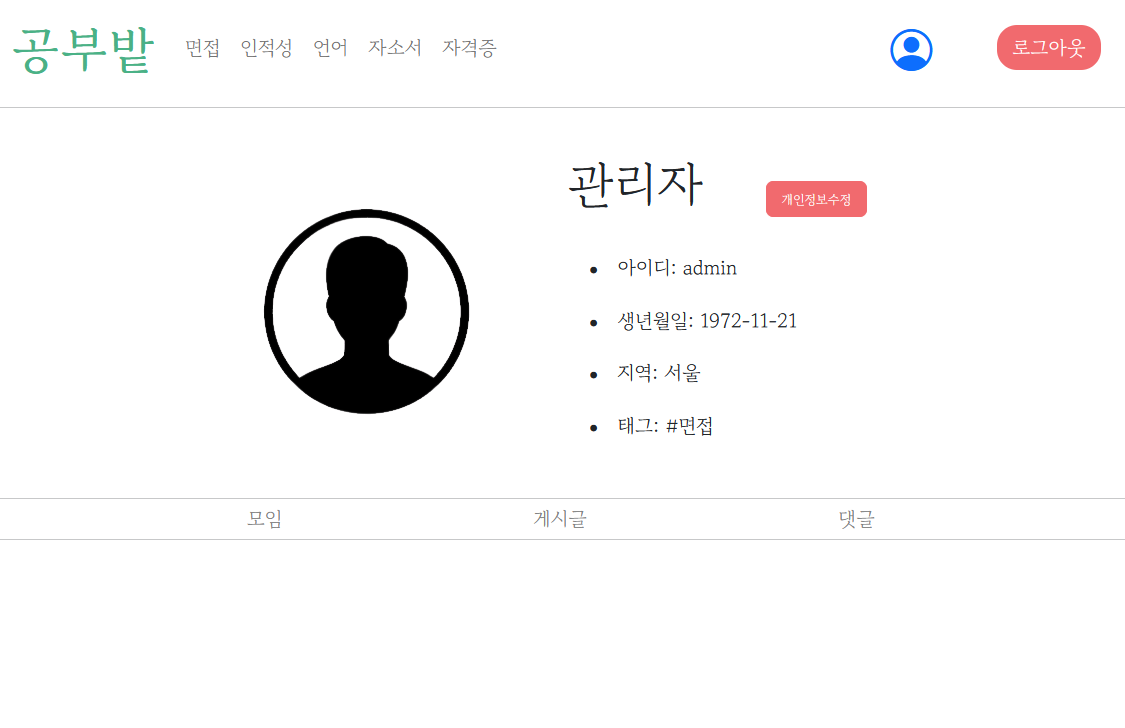 공부밭 면접 인적성 언어 자소서 자격증 로그아웃
관리자 개인정보수정
• 아이디: admin
• 생년월일: 1972-11-21
• 지역: 서울
• 태그: #면접
모임 게시글 댓글